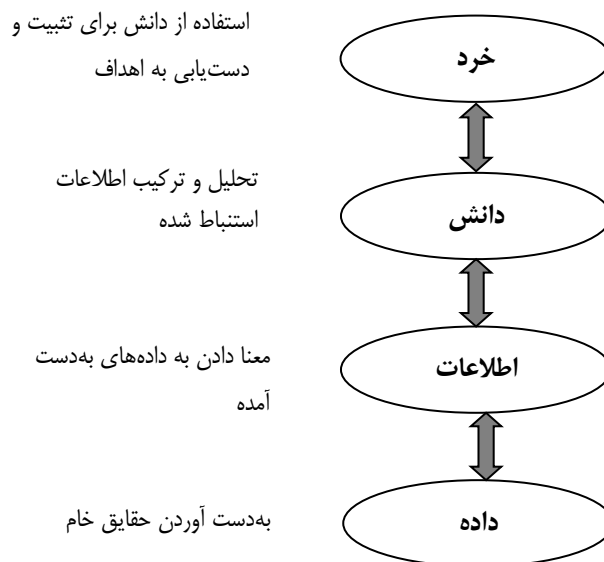 خرد
استفاده از دانش برای تثبیت و
دست‌یابی به اهداف
دانش
تحلیل و ترکیب اطلاعات
استنباط شده
اطلاعات
معنا دادن به داده‌های به‌دست
آمده
داده
به‌دست آوردن حقایق خام